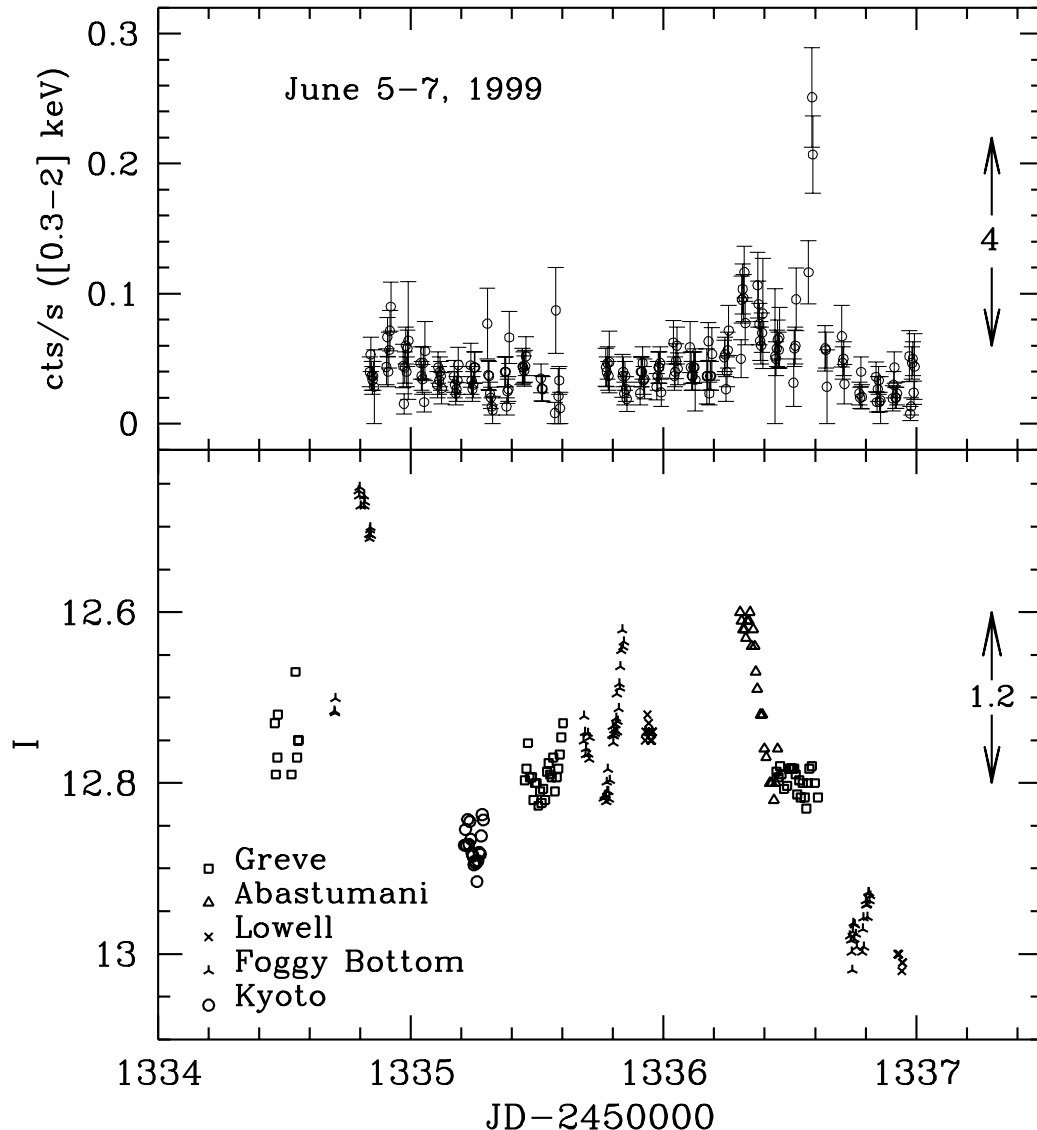 0.3
0.2
0.1
0
cts/s ([0.3-2] keV)
June 5-7, 1999
4
12.6
12.8
13
I
1.2
Greve
Abastumani
Lowell
Foggy Bottom
Kyoto
1334
1335
1336
1337
JD-2450000